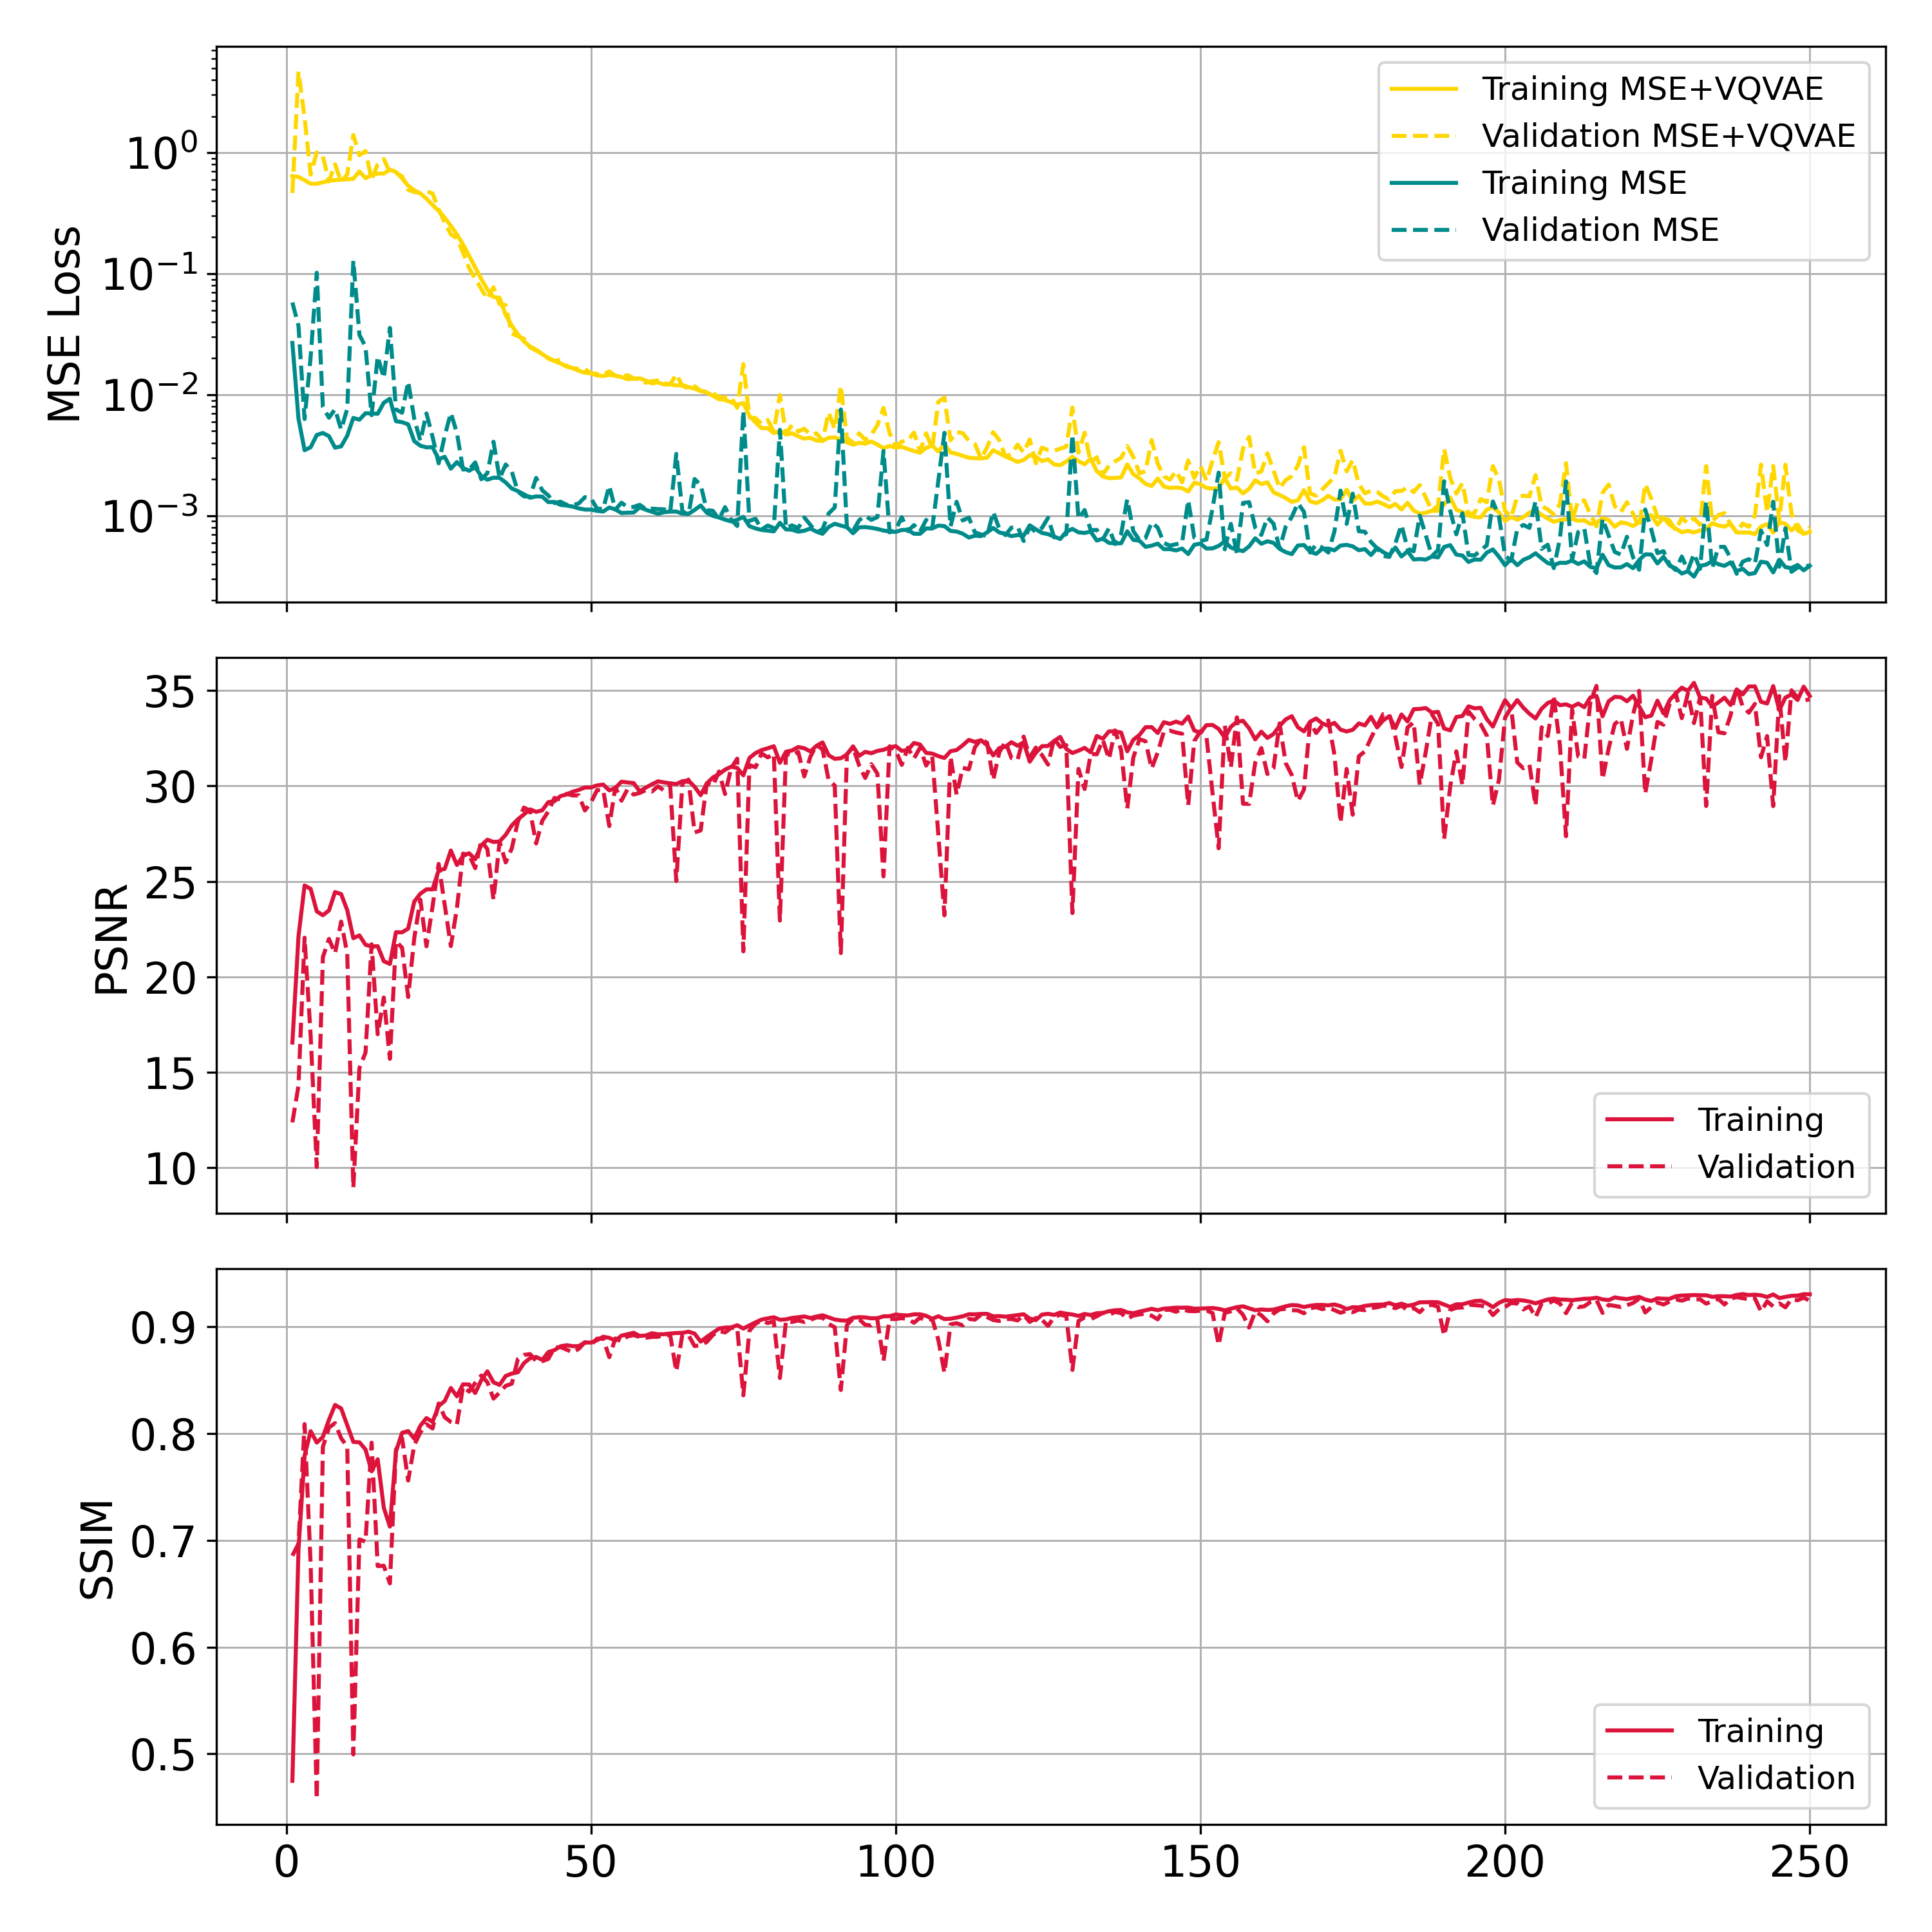 MSE Loss
10⁰
10⁻¹
10⁻²
10⁻³
Training MSE+VQVAE
Validation MSE+VQVAE
Training MSE
Validation MSE
PSNR
35
30
25
20
15
10
Training
Validation
SSIM
0.9
0.8
0.7
0.6
0.5
Training
Validation
0 50 100 150 200 250